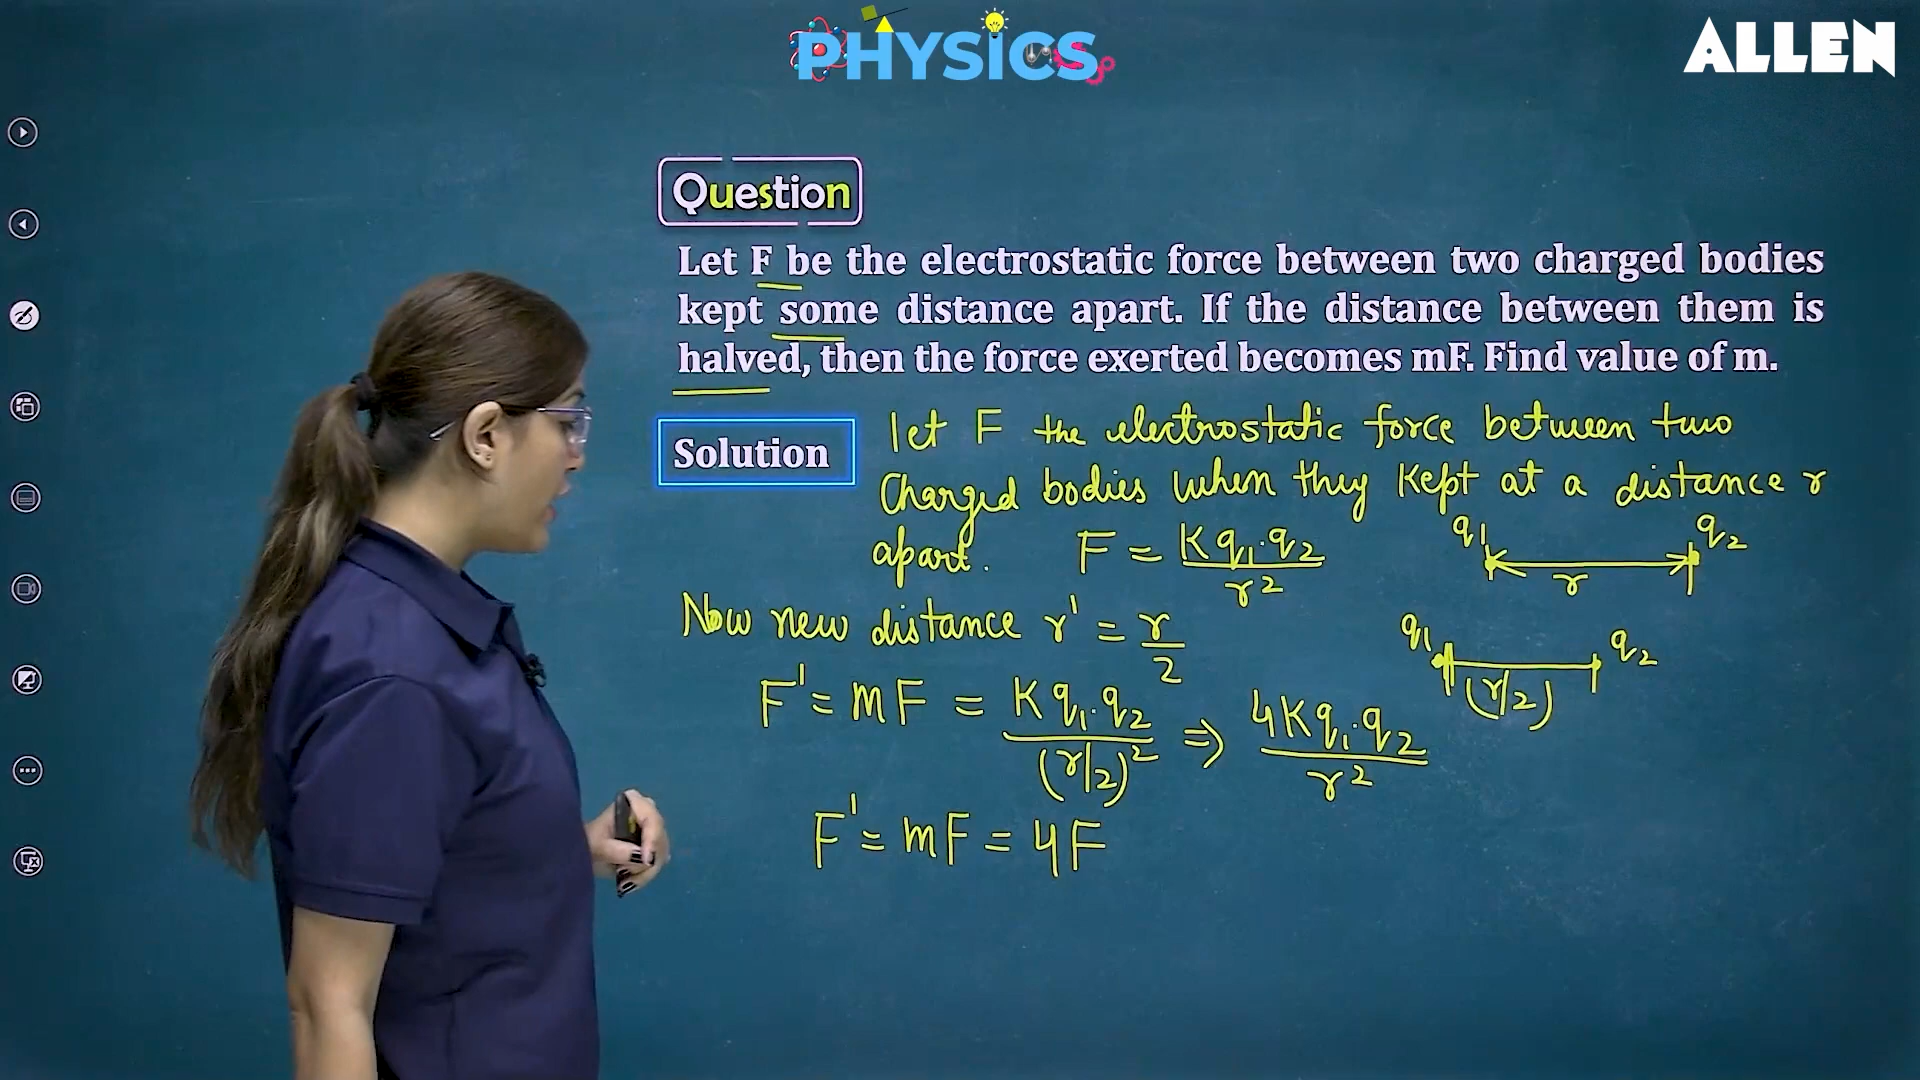 PHYSICS
ALLEN
Question
Let F be the electrostatic force between two charged bodies
kept some distance apart. If the distance between them is
halved, then the force exerted becomes mF. Find value of m.
Solution
let F the electrostatic force between two
Charged bodies when they kept at a distance r
apart. F = Kq₁.q₂/r²
q₁ r q₂
Now new distance r' = r/2
q₁ (r/2) q₂
F' = mF = Kq₁.q₂/(r/2)² ⇒ 4Kq₁.q₂/r²
F' = mF = 4F